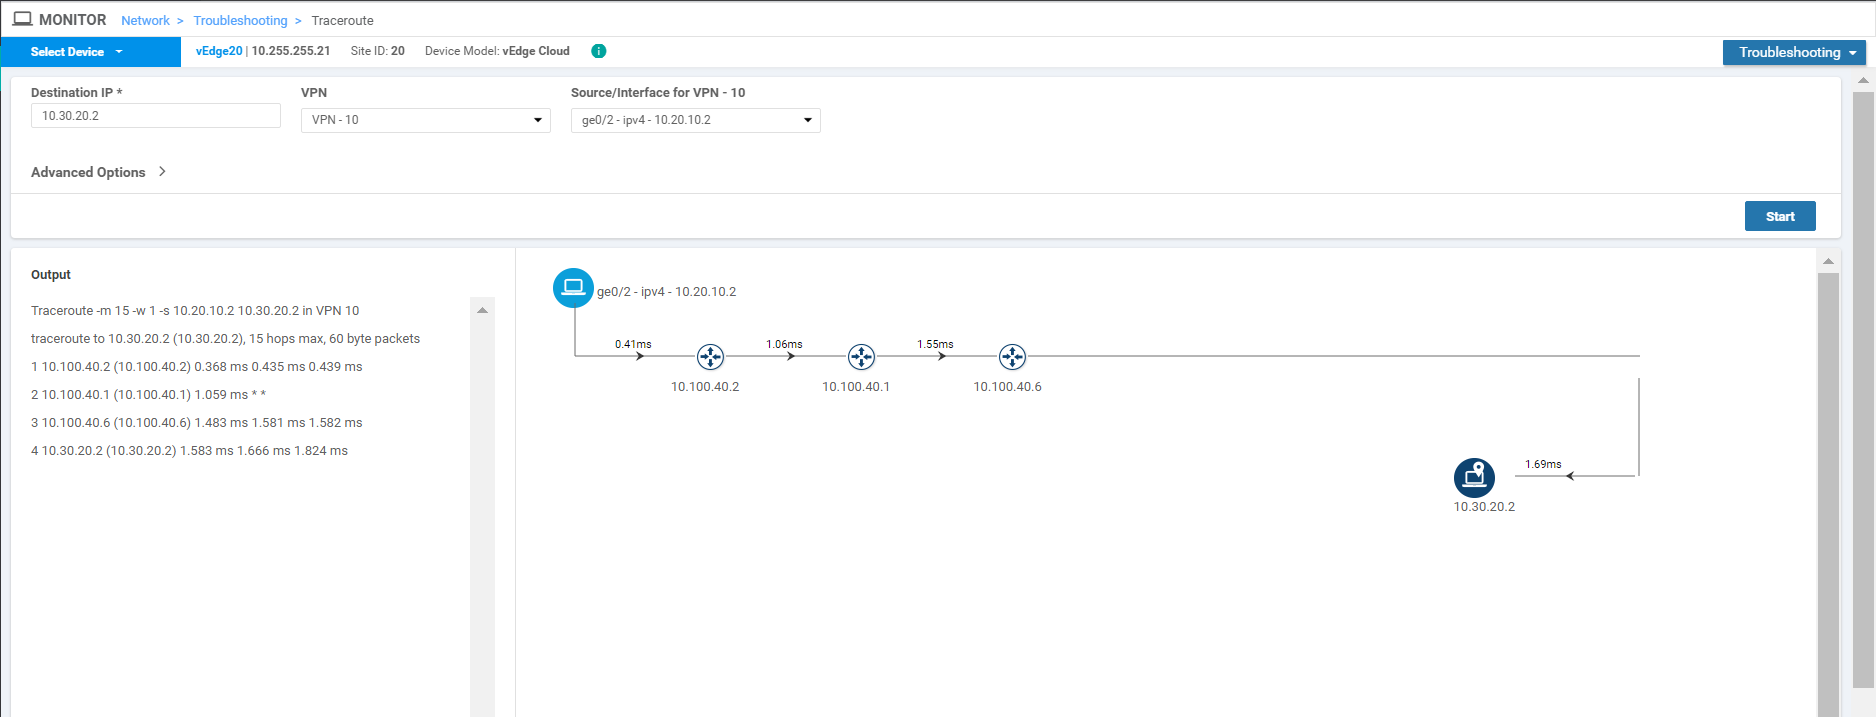 MONITOR Network > Troubleshooting > Traceroute
Select Device vEdge20 | 10.255.255.21 Site ID: 20 Device Model: vEdge Cloud i Troubleshooting
Destination IP * VPN Source/Interface for VPN - 10
10.30.20.2 VPN - 10 ge0/2 - ipv4 - 10.20.10.2
Advanced Options
Start
Output
Traceroute -m 15 -w 1 -s 10.20.10.2 10.30.20.2 in VPN 10
traceroute to 10.30.20.2 (10.30.20.2), 15 hops max, 60 byte packets
1 10.100.40.2 (10.100.40.2) 0.368 ms 0.435 ms 0.439 ms
2 10.100.40.1 (10.100.40.1) 1.059 ms * *
3 10.100.40.6 (10.100.40.6) 1.483 ms 1.581 ms 1.582 ms
4 10.30.20.2 (10.30.20.2) 1.583 ms 1.666 ms 1.824 ms
ge0/2 - ipv4 - 10.20.10.2
0.41ms 1.06ms 1.55ms
10.100.40.2 10.100.40.1 10.100.40.6
1.69ms
10.30.20.2